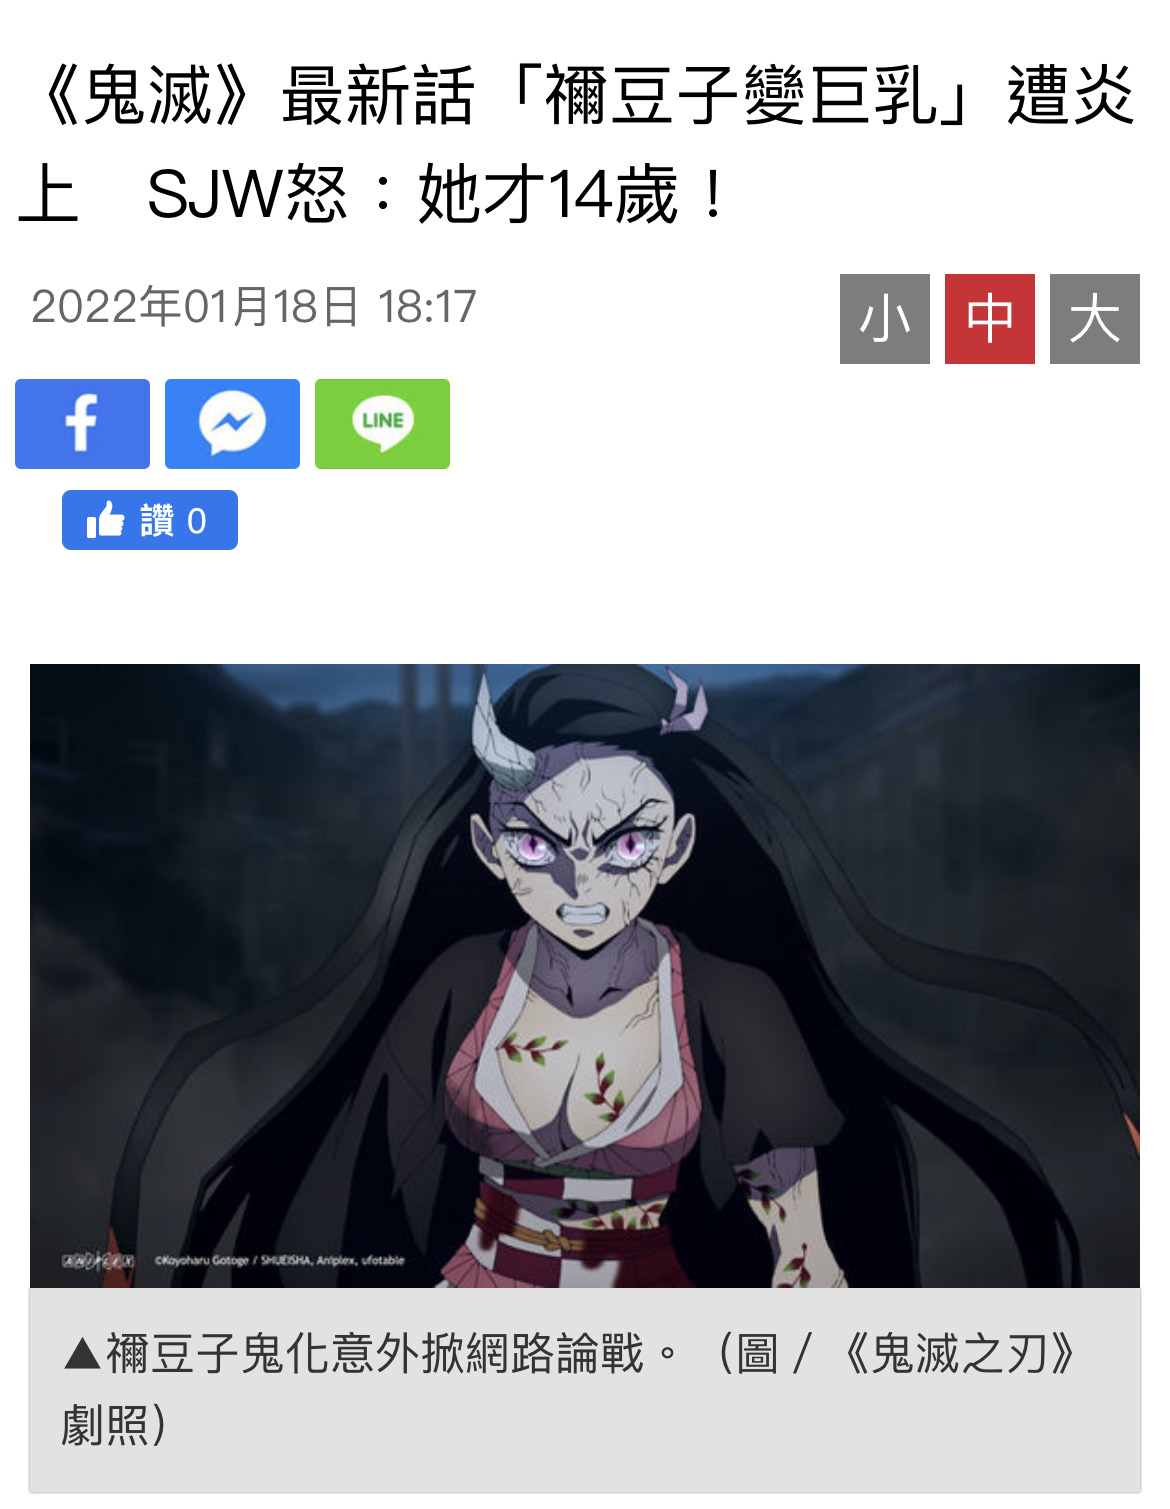 《鬼滅》最新話「禰豆子變巨乳」遭炎
上　SJW怒：她才14歲！
2022年01月18日 18:17
小 中 大
LINE
讚 0
ANIPLEX ©Koyoharu Gotoge / SHUEISHA, Aniplex, ufotable
▲禰豆子鬼化意外掀網路論戰。（圖／《鬼滅之刃》
劇照）